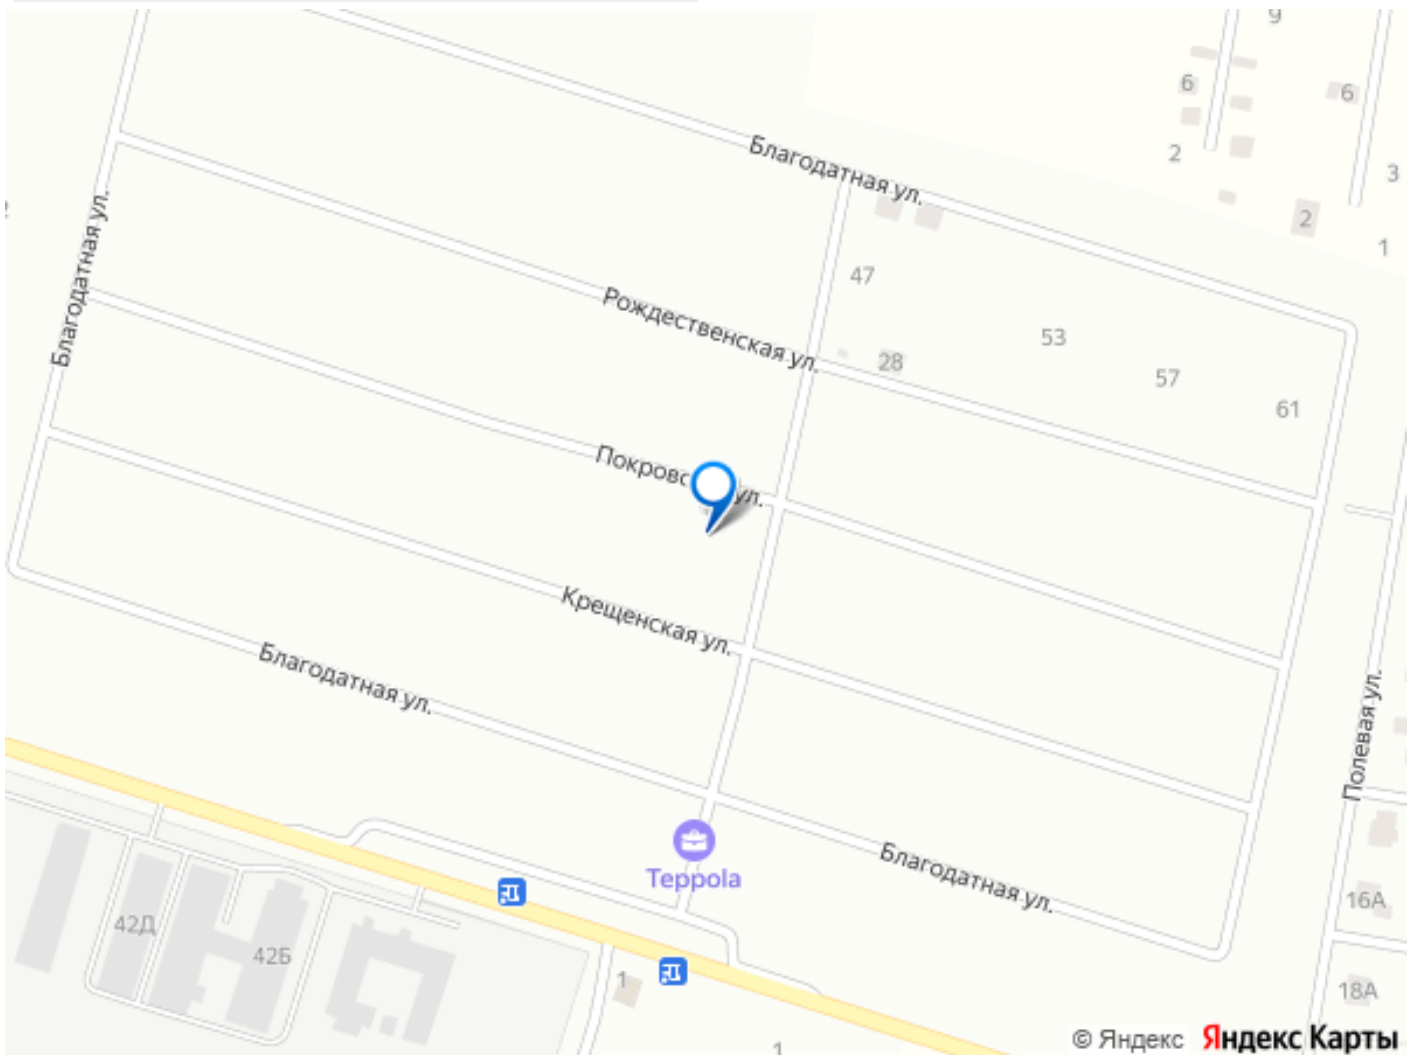 9
6
6
Благодатная ул.
2
3
2
1
Благодатная ул.
47
Рождественская ул.
53
28
57
61
Покровс
ул.
Крещенская ул.
Благодатная ул.
Полевая ул.
Teppola
Благодатная ул.
16А
42Д
42Б
1
18А
1
© Яндекс Яндекс Карты